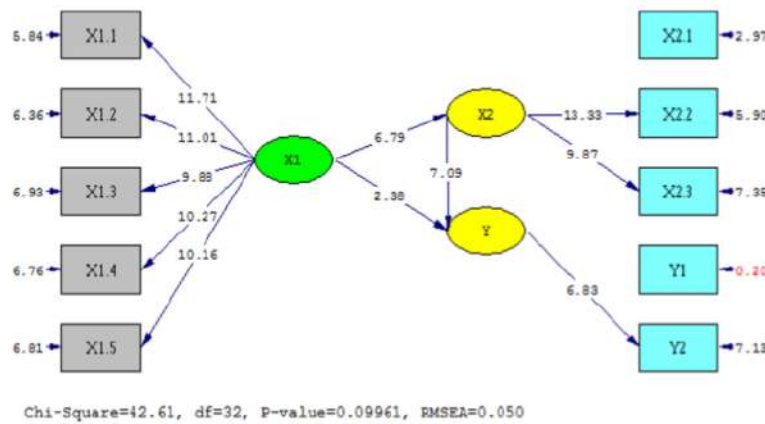 5.84 X1.1 X2.1 2.97
11.71
6.36 X1.2 X2 13.33 X2.2 5.90
11.01 6.79
6.93 X1.3 9.88 X1 7.09 9.87 X2.3 7.35
2.38
10.27
10.16 Y
6.76 X1.4 6.83 Y1 0.20
6.81 X1.5 Y2 7.13
Chi-Square=42.61, df=32, P-value=0.09961, RMSEA=0.050